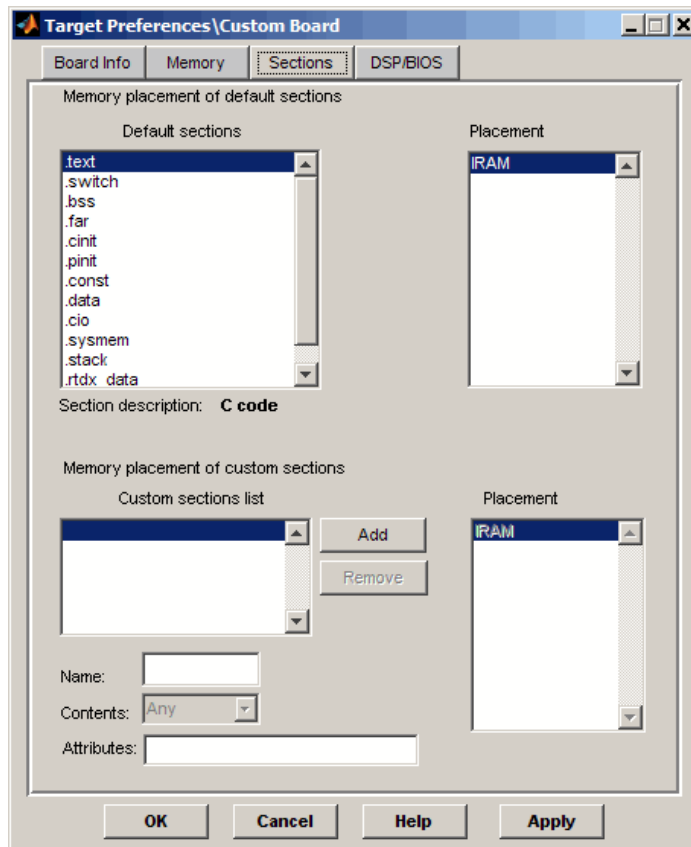 Target Preferences\Custom Board
Board Info Memory Sections DSP/BIOS
Memory placement of default sections
Default sections Placement
.text IRAM
.switch
.bss
.far
.cinit
.pinit
.const
.data
.cio
.sysmem
.stack
.rtdx_data
Section description: C code
Memory placement of custom sections
Custom sections list Placement
Add IRAM
Remove
Name:
Contents: Any
Attributes:
OK Cancel Help Apply